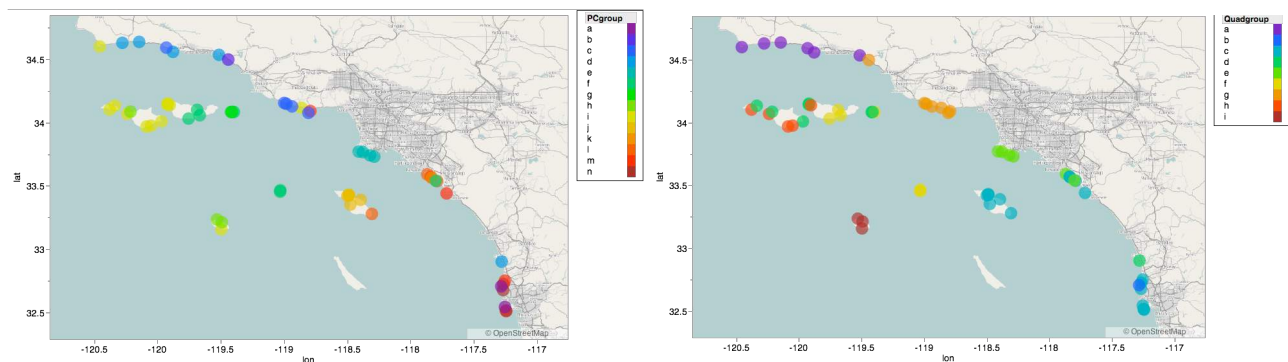 PCgroup
a
b
c
d
e
f
g
h
i
j
k
l
m
n
34.5
34
33.5
33
32.5
lat
-120.5
-120
-119.5
-119
-118.5
-118
-117.5
-117
lon
© OpenStreetMap
Quadgroup
a
b
c
d
e
f
g
h
i
34.5
34
33.5
33
32.5
lat
-120.5
-120
-119.5
-119
-118.5
-118
-117.5
-117
lon
© OpenStreetMap